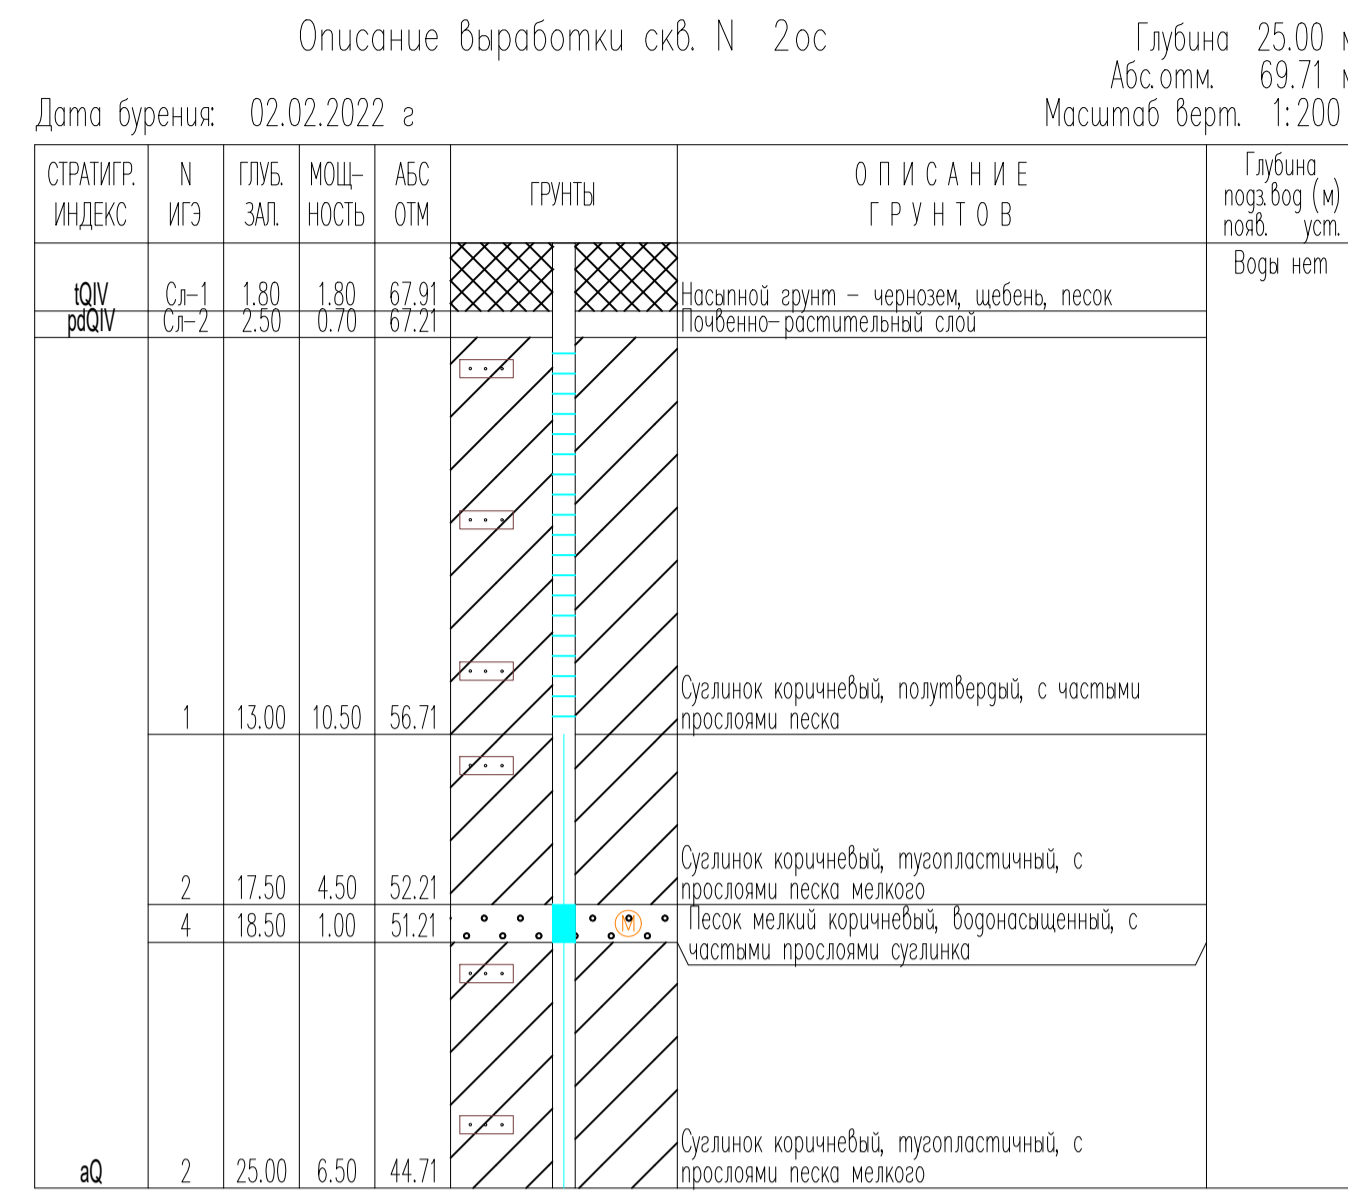 Описание выработки скв. N 2ос
Глубина 25.00 м
Абс.отм. 69.71 м
Дата бурения: 02.02.2022 г
Масштаб верт. 1:200
СТРАТИГР. ИНДЕКС
N ИГЭ
ГЛУБ. ЗАЛ.
МОЩ-НОСТЬ
АБС ОТМ
ГРУНТЫ
ОПИСАНИЕ ГРУНТОВ
Глубина
подз.вод (м)
появ. уст.
Воды нет
tQIV Сл-1 1.80 1.80 67.91 Насыпной грунт - чернозем, щебень, песок
pdQIV Сл-2 2.50 0.70 67.21 Почвенно-растительный слой
Суглинок коричневый, полутвердый, с частыми
1 13.00 10.50 56.71 прослоями песка
Суглинок коричневый, тугопластичный, с
2 17.50 4.50 52.21 прослоями песка мелкого
4 18.50 1.00 51.21 М Песок мелкий коричневый, водонасыщенный, с
частыми прослоями суглинка
Суглинок коричневый, тугопластичный, с
aQ 2 25.00 6.50 44.71 прослоями песка мелкого